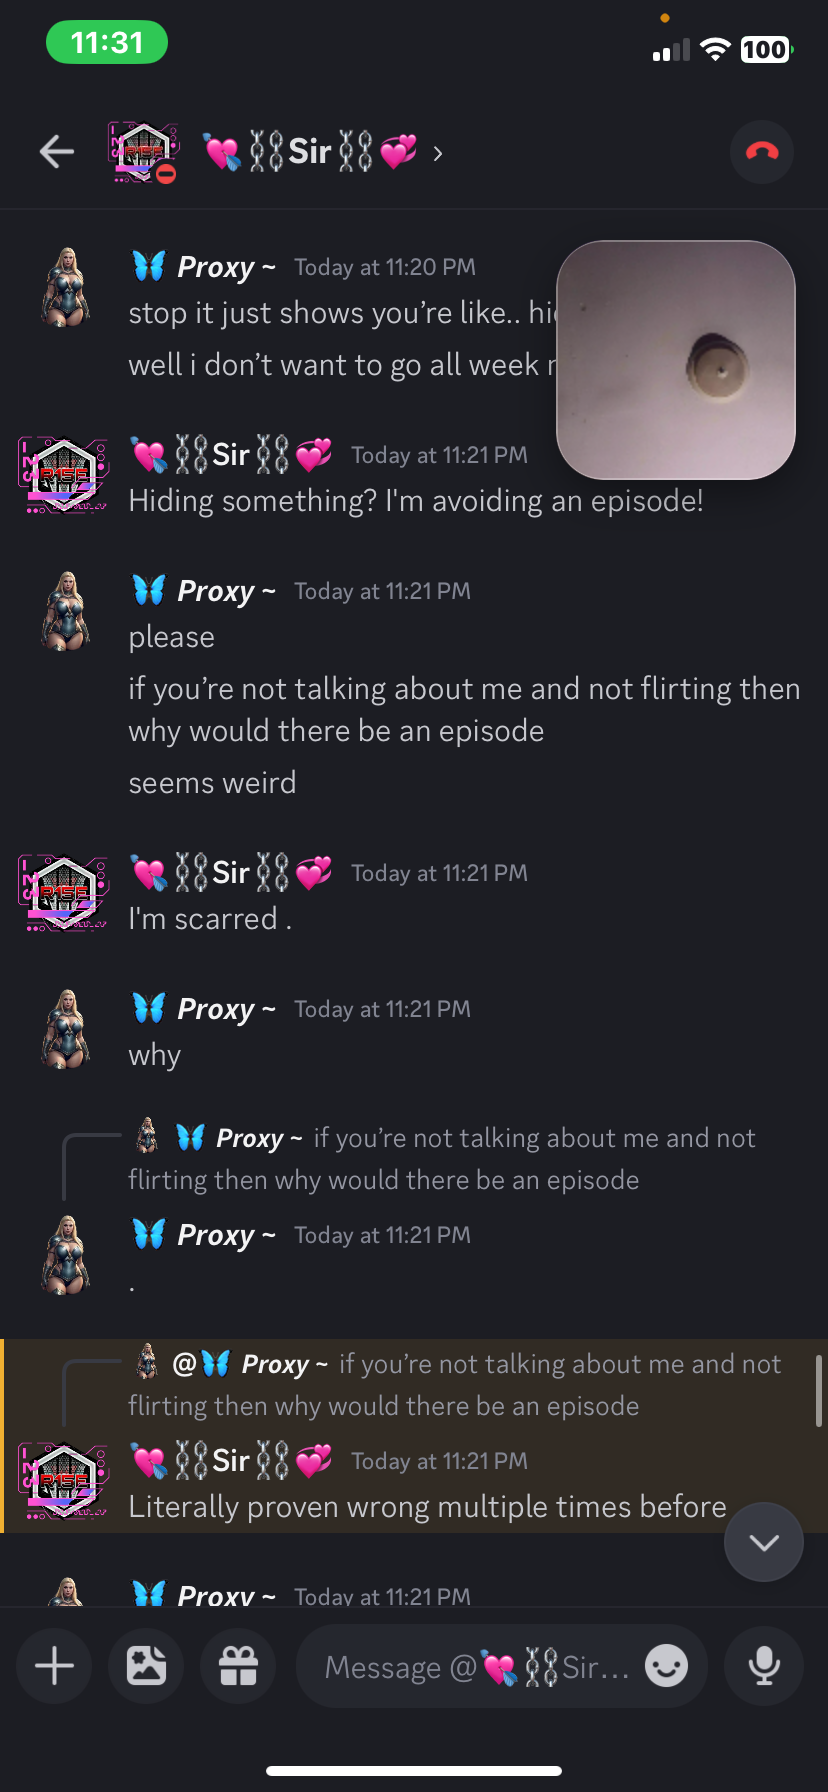 11:31
100
💘⛓️Sir⛓️💞 ›
🦋 Proxy ~ Today at 11:20 PM
stop it just shows you’re like..
well i don’t want to go all week
💘⛓️Sir⛓️💞 Today at 11:21 PM
Hiding something? I'm avoiding an episode!
🦋 Proxy ~ Today at 11:21 PM
please
if you’re not talking about me and not flirting then
why would there be an episode
seems weird
💘⛓️Sir⛓️💞 Today at 11:21 PM
I'm scarred .
🦋 Proxy ~ Today at 11:21 PM
why
🦋 Proxy ~ if you’re not talking about me and not
flirting then why would there be an episode
🦋 Proxy ~ Today at 11:21 PM
.
@🦋 Proxy ~ if you’re not talking about me and not
flirting then why would there be an episode
💘⛓️Sir⛓️💞 Today at 11:21 PM
Literally proven wrong multiple times before
🦋 Proxy ~ Today at 11:21 PM
Message @💘⛓️Sir...